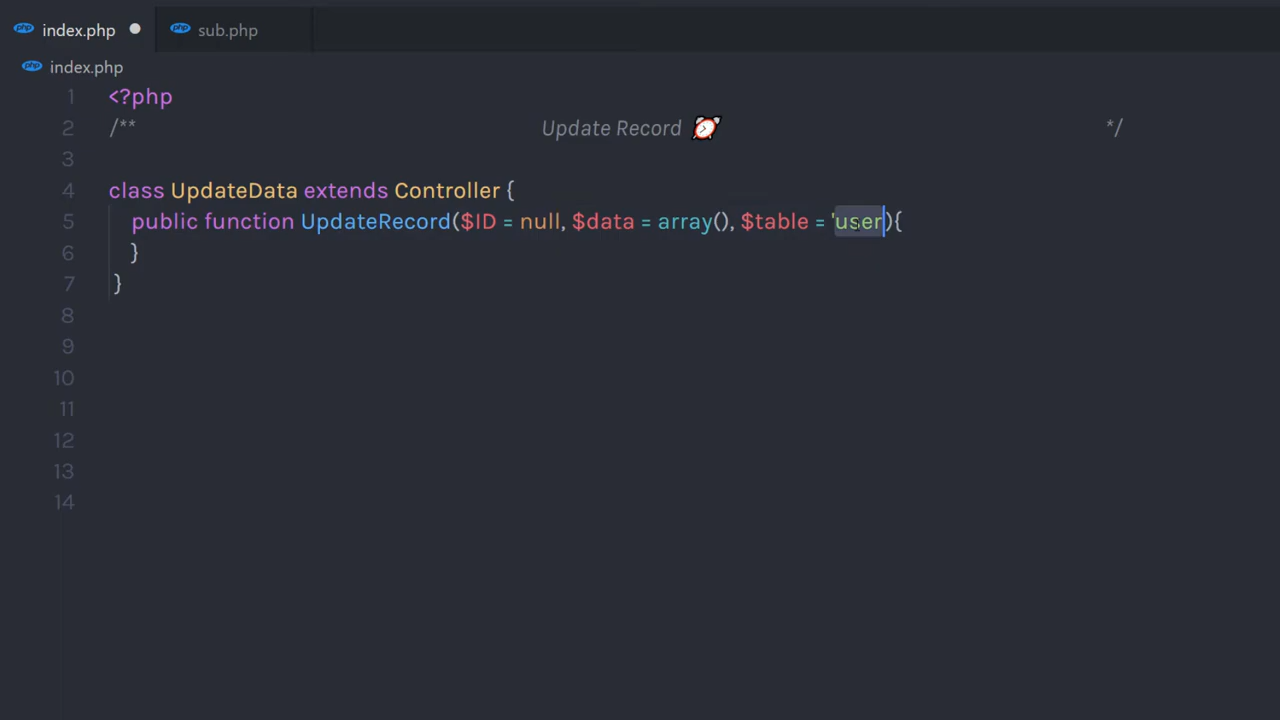 index.php sub.php
index.php
1 <?php
2 /** Update Record ⏰ */
3
4 class UpdateData extends Controller {
5 public function UpdateRecord($ID = null, $data = array(), $table = 'user'){
6 }
7 }
8
9
10
11
12
13
14